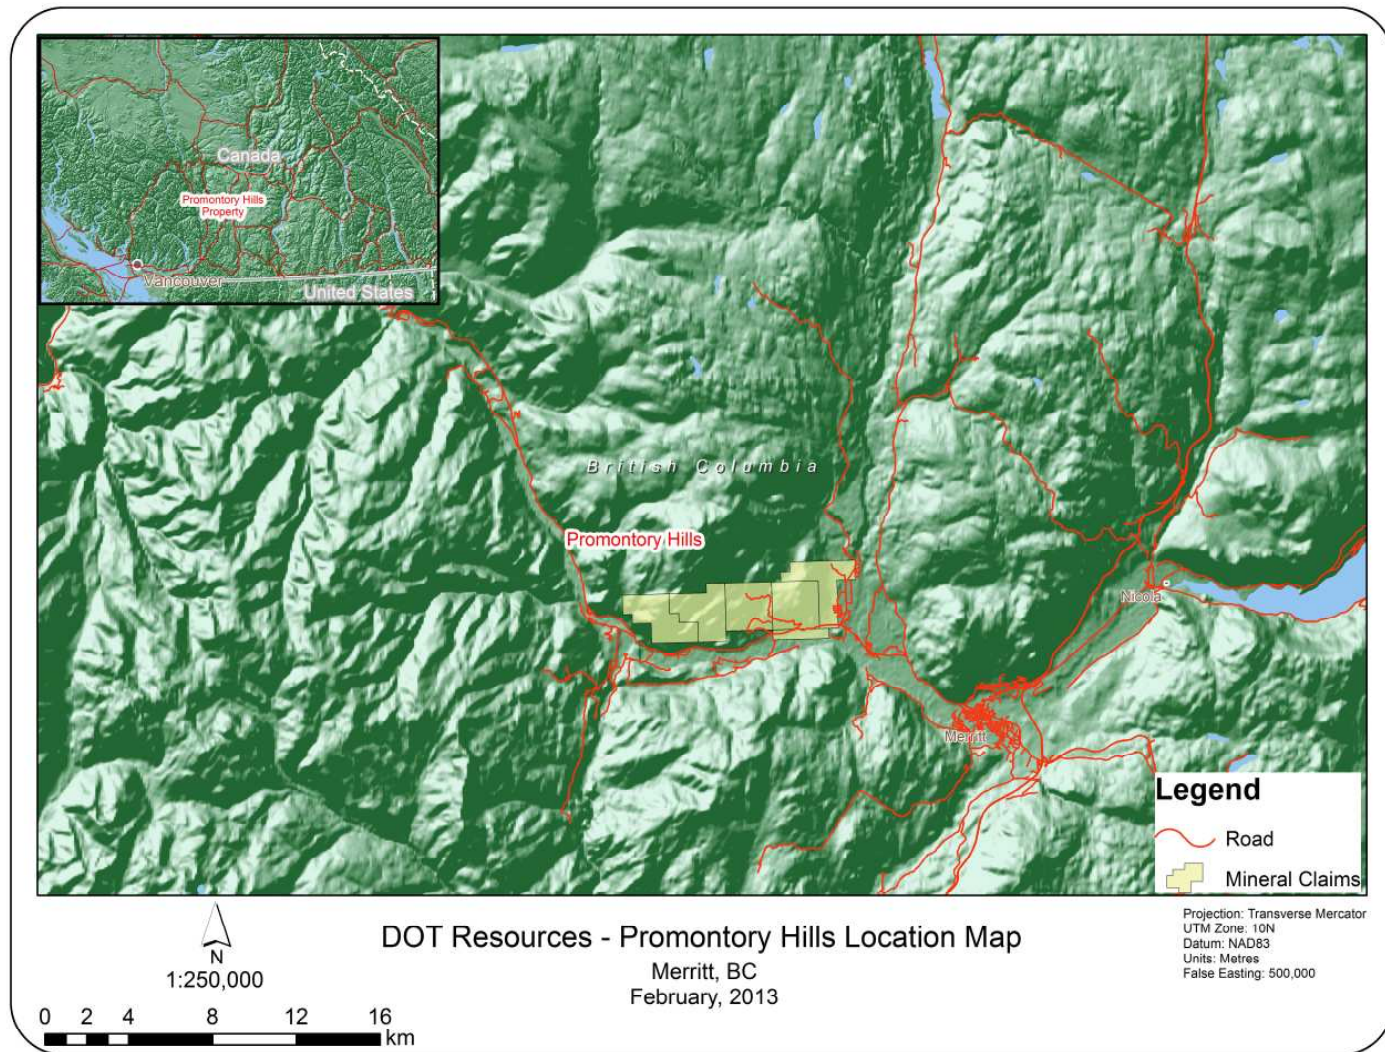 Canada
Promontory Hills
Property
Vancouver
United States
British Columbia
Promontory Hills
Nicola
Merritt
Legend
Road
Mineral Claims
N
1:250,000
0 2 4 8 12 16
km
DOT Resources - Promontory Hills Location Map
Merritt, BC
February, 2013
Projection: Transverse Mercator
UTM Zone: 10N
Datum: NAD83
Units: Metres
False Easting: 500,000